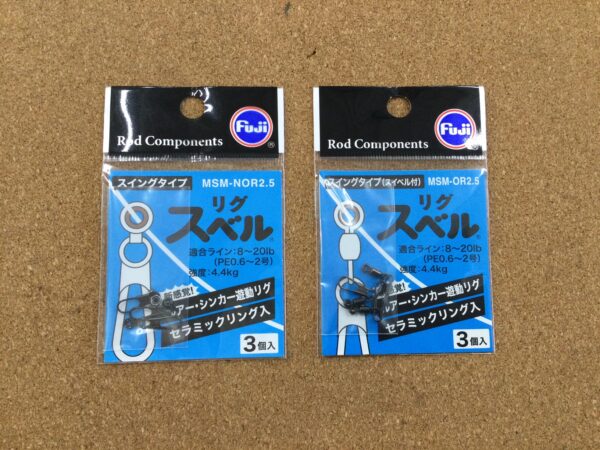 Rod Components
Fuji
®
スイングタイプ
MSM-NOR2.5
リグ
スベル
適合ライン:8〜20lb
(PE0.6〜2号)
強度:4.4kg
新感覚!
ルアー・シンカー遊動リグ
セラミックリング入
3個入
Rod Components
Fuji
®
スイングタイプ(スイベル付)
MSM-OR2.5
リグ
スベル
適合ライン:8〜20lb
(PE0.6〜2号)
強度:4.4kg
ルアー・シンカー遊動リグ
セラミックリング入
3個入